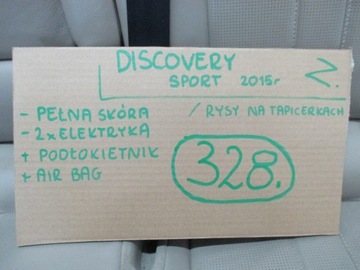 DISCOVERY
SPORT 2015r
- PEŁNA SKÓRA / RYSY NA TAPICERKACH
- 2x ELEKTRYKA
+ PODŁOKIETNIK
+ AIR BAG
328.